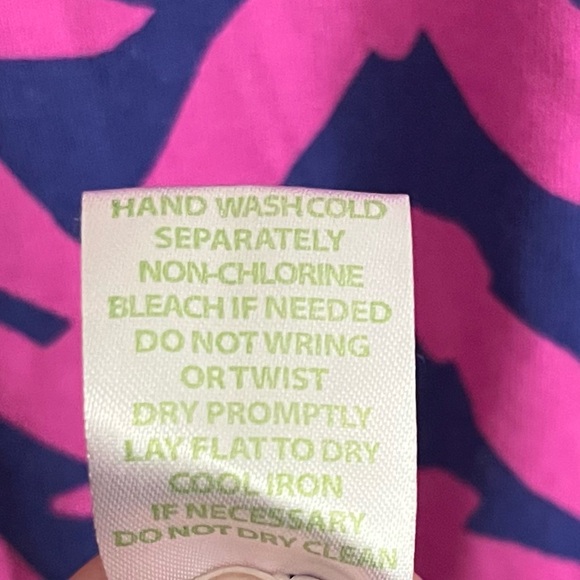 HAND WASH COLD
SEPARATELY
NON-CHLORINE
BLEACH IF NEEDED
DO NOT WRING
OR TWIST
DRY PROMPTLY
LAY FLAT TO DRY
COOL IRON
IF NECESSARY
DO NOT DRY CLEAN